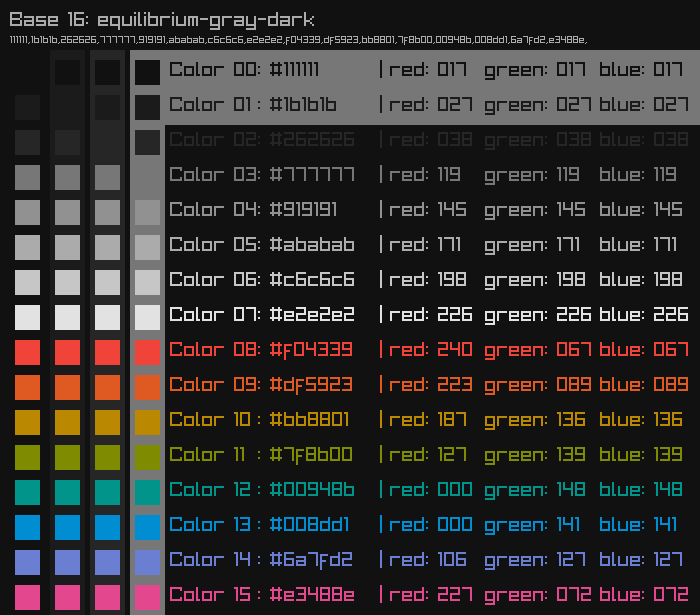 Base 16: equilibrium-gray-dark
111111,1b1b1b,262626,777777,919191,ababab,c6c6c6,e2e2e2,f04339,df5923,bb8801,7f8b00,00948b,008dd1,6a7fd2,e3488e,
Color 00: #111111 | red: 017 green: 017 blue: 017
Color 01 : #1b1b1b | red: 027 green: 027 blue: 027
Color 02: #262626 | red: 038 green: 038 blue: 038
Color 03: #777777 | red: 119 green: 119 blue: 119
Color 04: #919191 | red: 145 green: 145 blue: 145
Color 05: #ababab | red: 171 green: 171 blue: 171
Color 06: #c6c6c6 | red: 198 green: 198 blue: 198
Color 07: #e2e2e2 | red: 226 green: 226 blue: 226
Color 08: #f04339 | red: 240 green: 067 blue: 067
Color 09: #df5923 | red: 223 green: 089 blue: 089
Color 10 : #bb8801 | red: 187 green: 136 blue: 136
Color 11 : #7f8b00 | red: 127 green: 139 blue: 139
Color 12 : #00948b | red: 000 green: 148 blue: 148
Color 13 : #008dd1 | red: 000 green: 141 blue: 141
Color 14 : #6a7fd2 | red: 106 green: 127 blue: 127
Color 15 : #e3488e | red: 227 green: 072 blue: 072